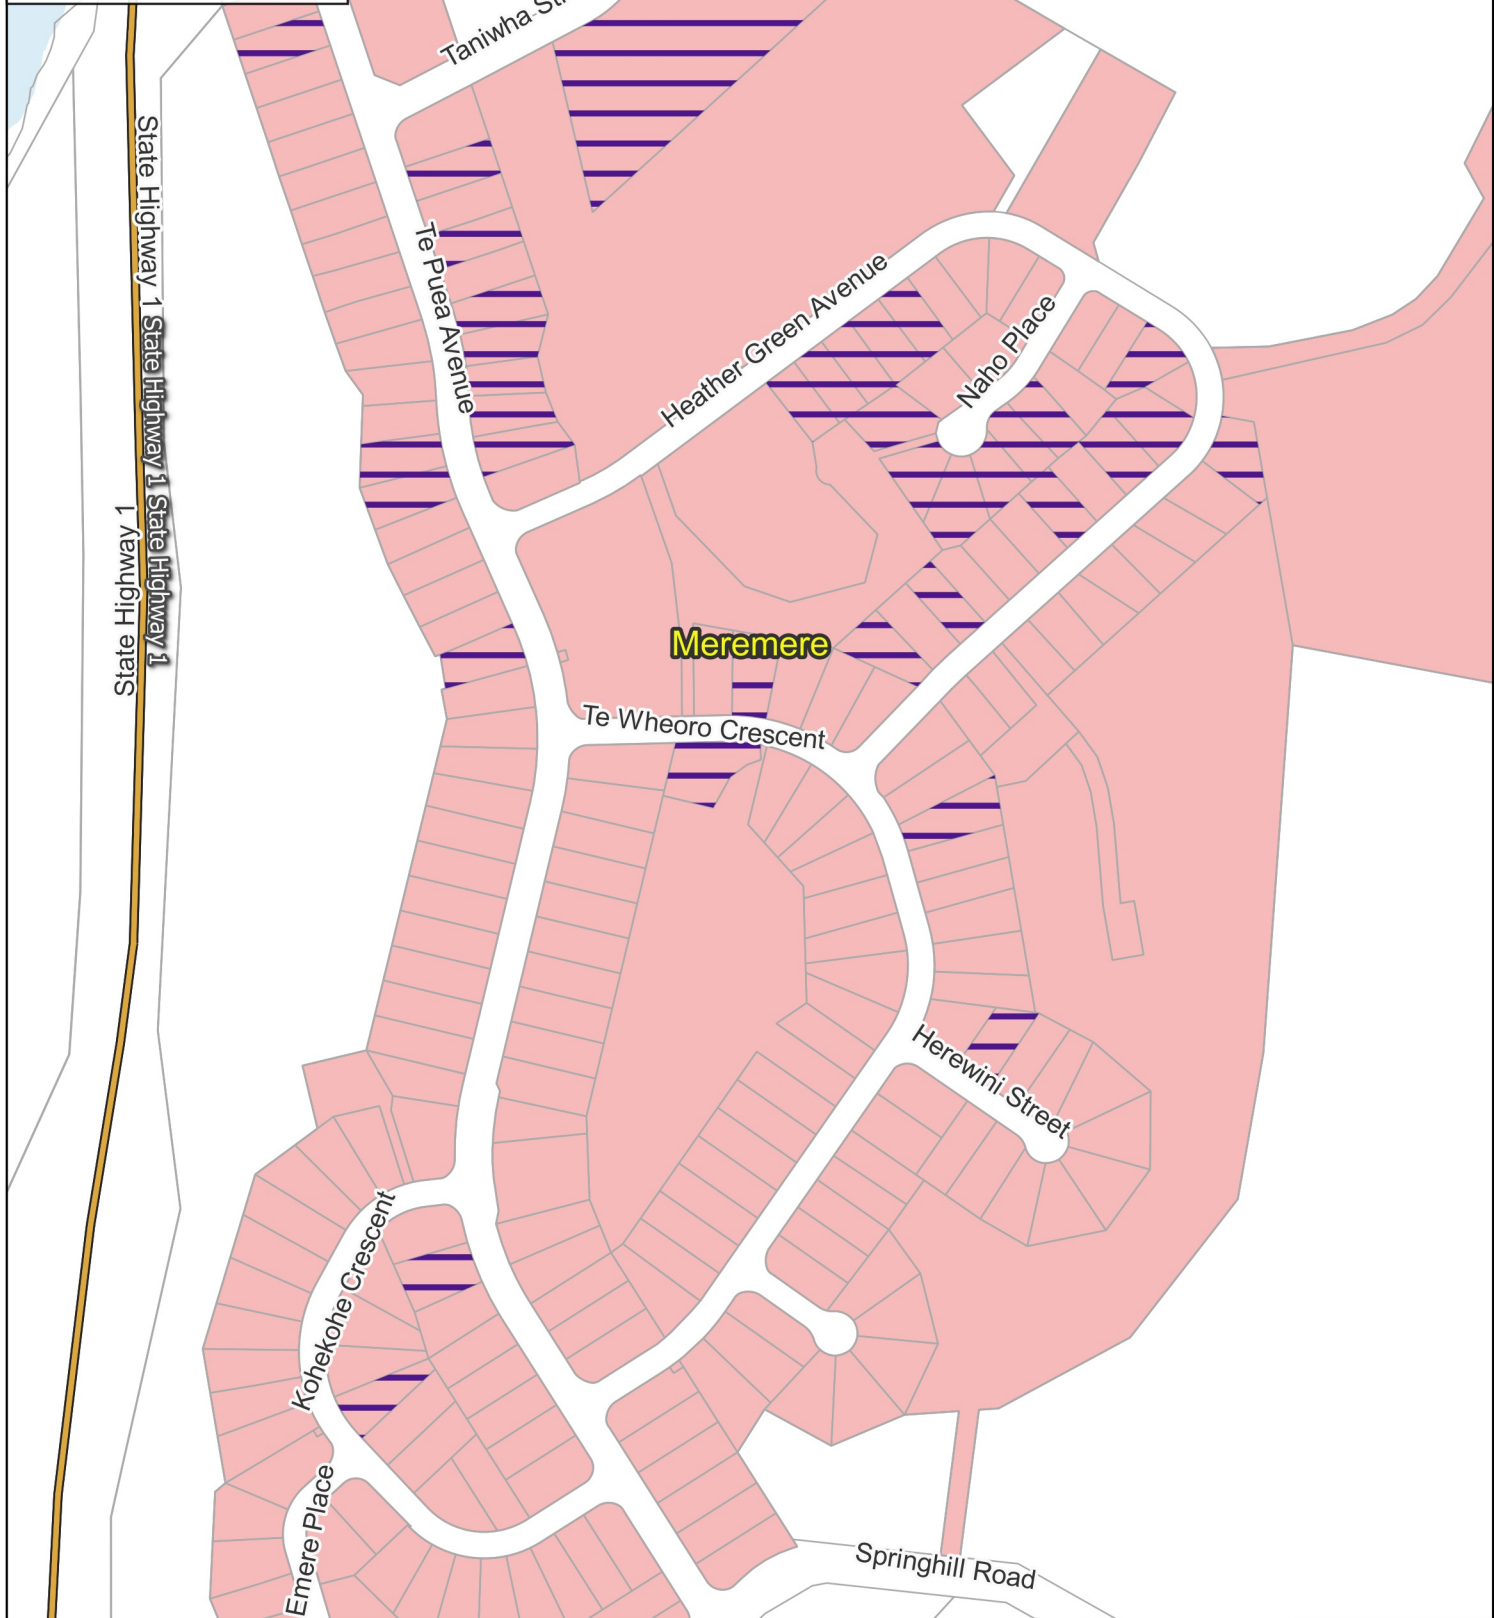 Taniwha St
State Highway 1
State Highway 1
State Highway 1
State Highway 1
Te Puea Avenue
Heather Green Avenue
Naho Place
Meremere
Te Wheoro Crescent
Herewini Street
Kohekohe Crescent
Emere Place
Springhill Road